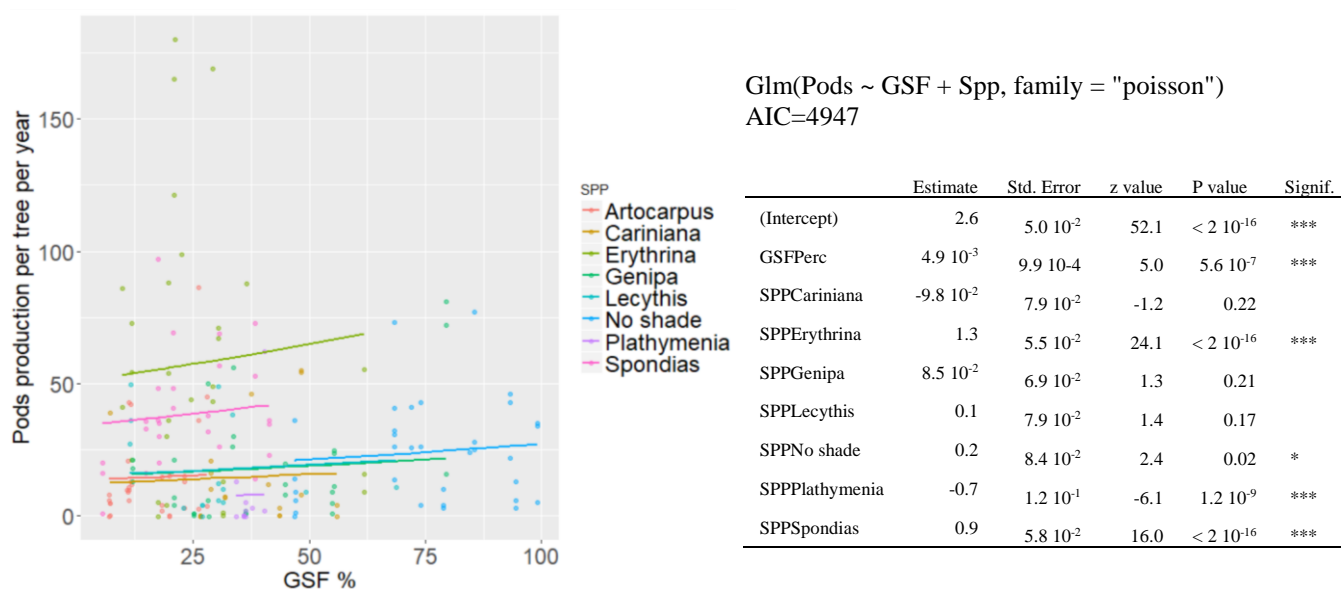 Pods production per tree per year
150
100
50
0
25 50 75 100
GSF %
SPP
Artocarpus
Cariniana
Erythrina
Genipa
Lecythis
No shade
Plathymenia
Spondias
Glm(Pods ~ GSF + Spp, family = "poisson")
AIC=4947
Estimate Std. Error z value P value Signif.
(Intercept) 2.6 5.0 10⁻² 52.1 < 2 10⁻¹⁶ ***
GSFPerc 4.9 10⁻³ 9.9 10-4 5.0 5.6 10⁻⁷ ***
SPPCariniana -9.8 10⁻² 7.9 10⁻² -1.2 0.22
SPPErythrina 1.3 5.5 10⁻² 24.1 < 2 10⁻¹⁶ ***
SPPGenipa 8.5 10⁻² 6.9 10⁻² 1.3 0.21
SPPLecythis 0.1 7.9 10⁻² 1.4 0.17
SPPNo shade 0.2 8.4 10⁻² 2.4 0.02 *
SPPPlathymenia -0.7 1.2 10⁻¹ -6.1 1.2 10⁻⁹ ***
SPPSpondias 0.9 5.8 10⁻² 16.0 < 2 10⁻¹⁶ ***